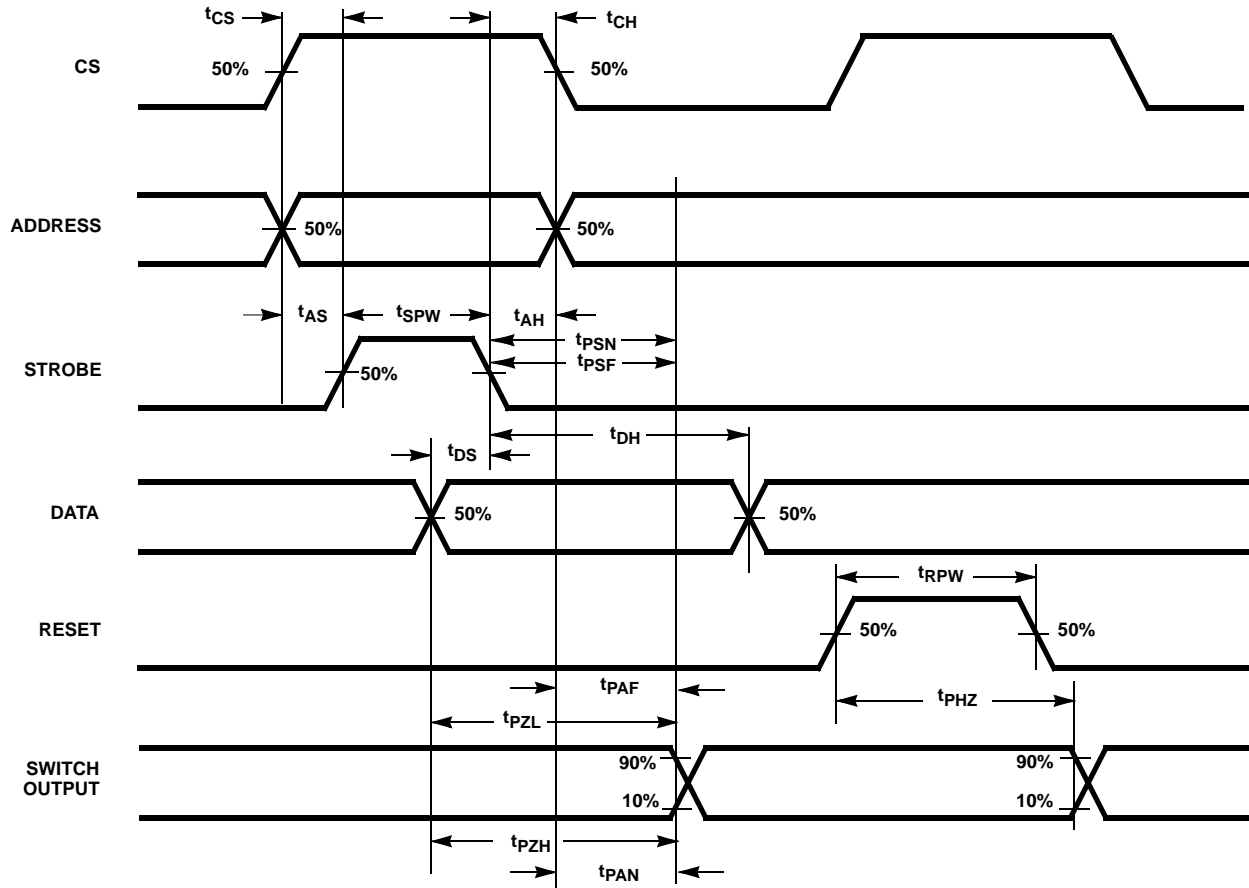 tCS
tCH
CS
50%
50%
ADDRESS
50%
50%
tAS
tSPW
tAH
tPSN
tPSF
STROBE
50%
tDH
tDS
DATA
50%
50%
tRPW
RESET
50%
50%
tPAF
tPHZ
tPZL
SWITCH
OUTPUT
90%
90%
10%
10%
tPZH
tPAN